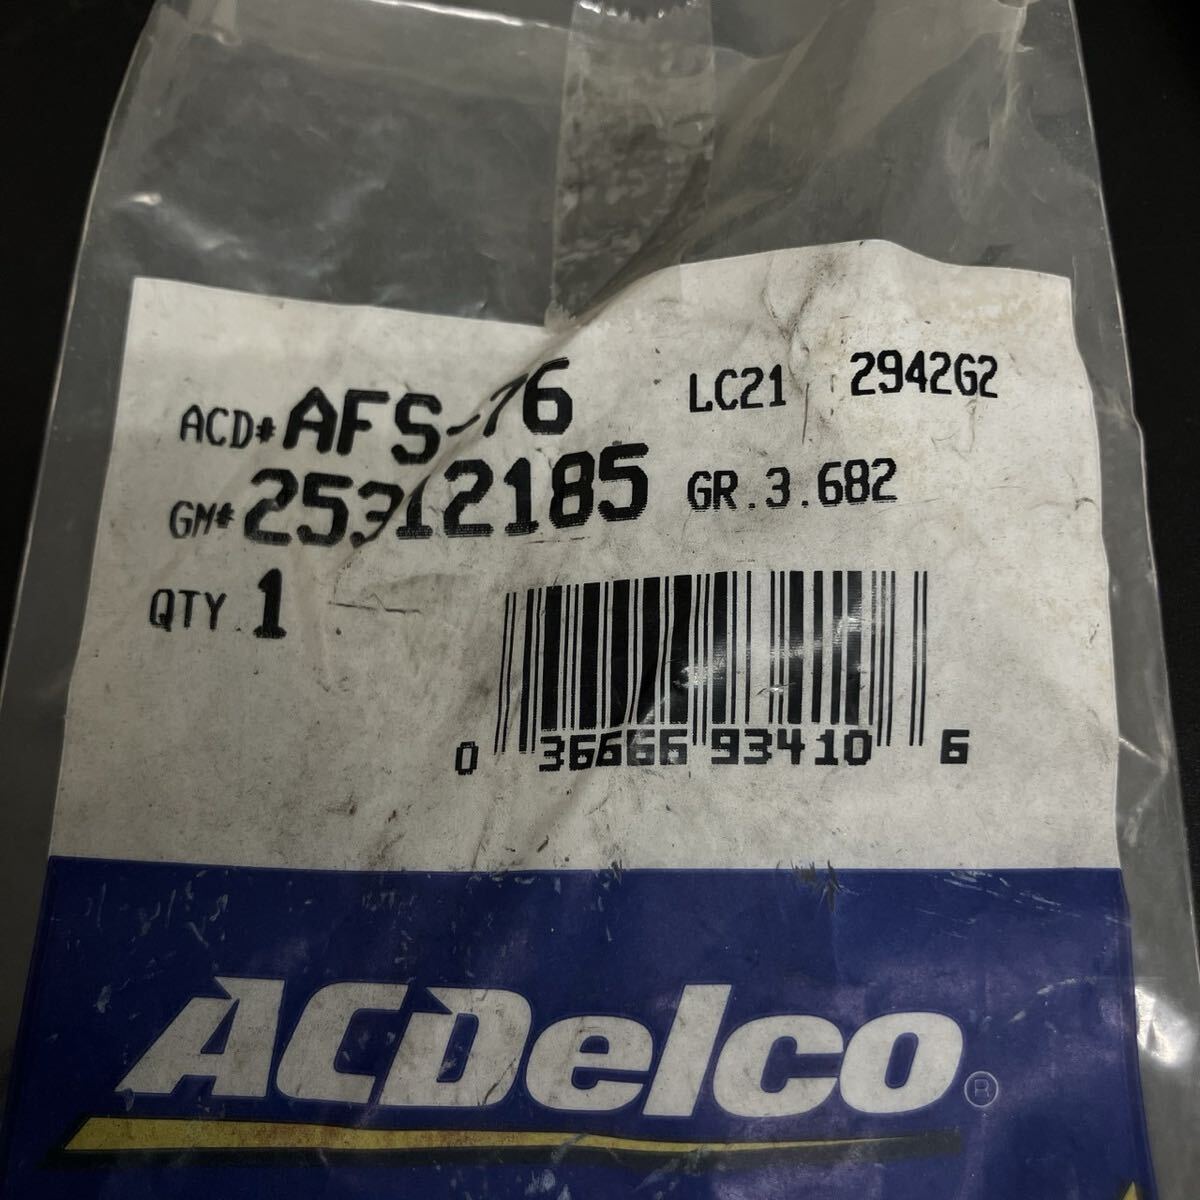 ACD# AFS-76 LC21 2942G2
GM# 25312185 GR.3.682
QTY. 1
0 36666 93410 6
ACDelco®